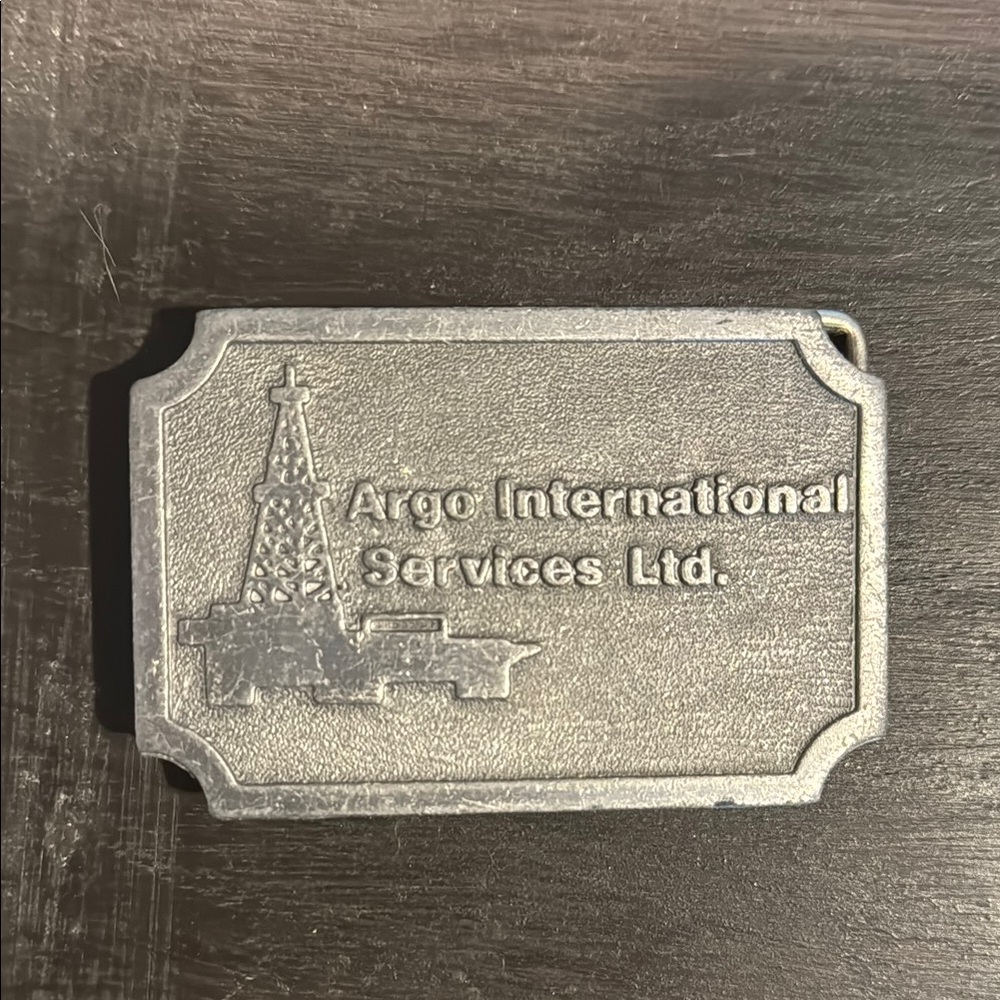 Argo International
Services Ltd.